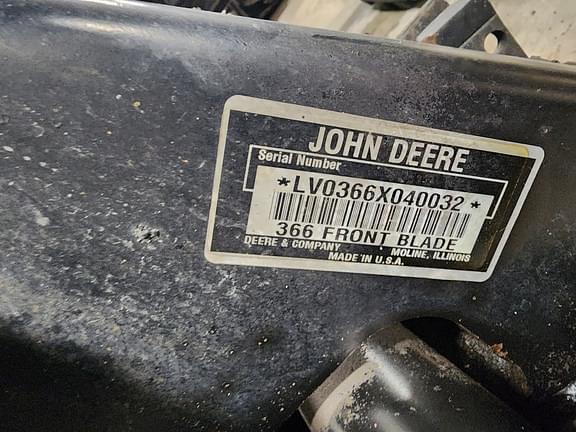 JOHN DEERE
Serial Number
*LV0366X040032*
366 FRONT BLADE
DEERE & COMPANY MOLINE, ILLINOIS
MADE IN U.S.A.